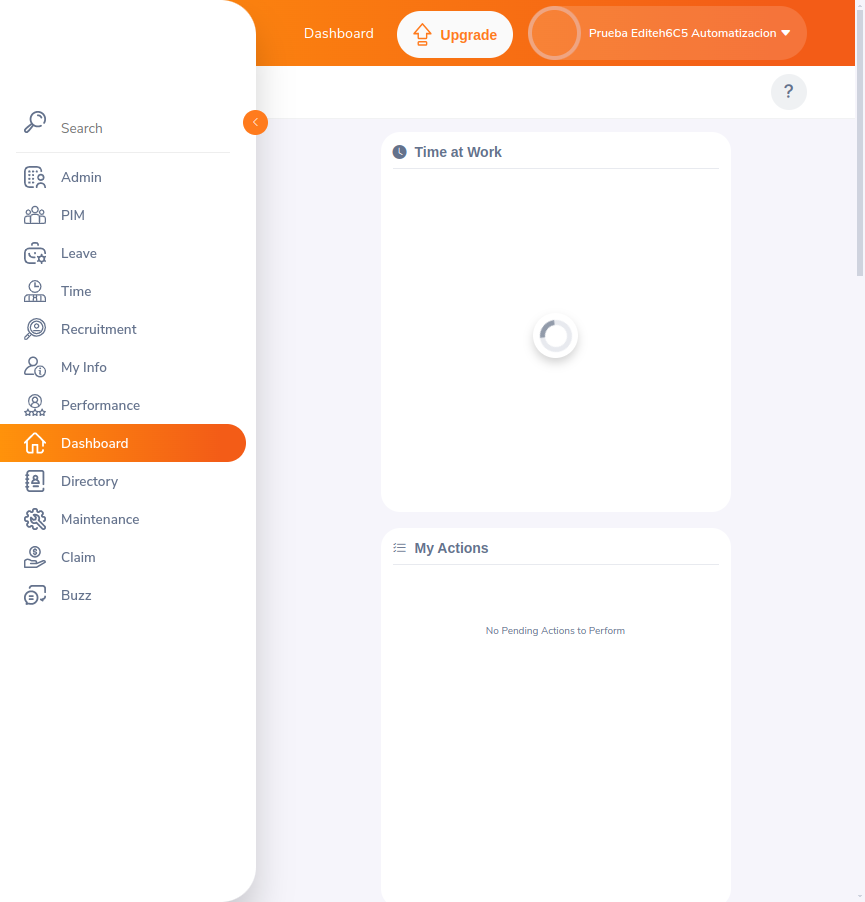 Dashboard
Upgrade
Prueba Editeh6C5 Automatizacion
?
Search
Admin
PIM
Leave
Time
Recruitment
My Info
Performance
Dashboard
Directory
Maintenance
Claim
Buzz
Time at Work
My Actions
No Pending Actions to Perform